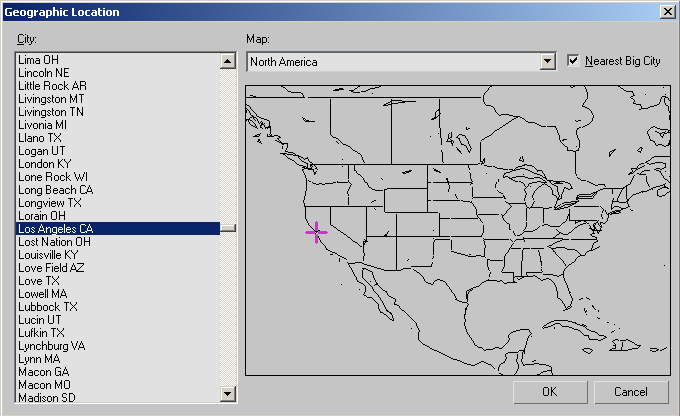 Geographic Location
City:
Map:
Lima OH
Lincoln NE
Little Rock AR
Livingston MT
Livingston TN
Livonia MI
Llano TX
Logan UT
London KY
Lone Rock WI
Long Beach CA
Longview TX
Lorain OH
Los Angeles CA
Lost Nation OH
Louisville KY
Love Field AZ
Love TX
Lowell MA
Lubbock TX
Lucin UT
Lufkin TX
Lynchburg VA
Lynn MA
Macon GA
Macon MO
Madison SD
North America
Nearest Big City
OK
Cancel